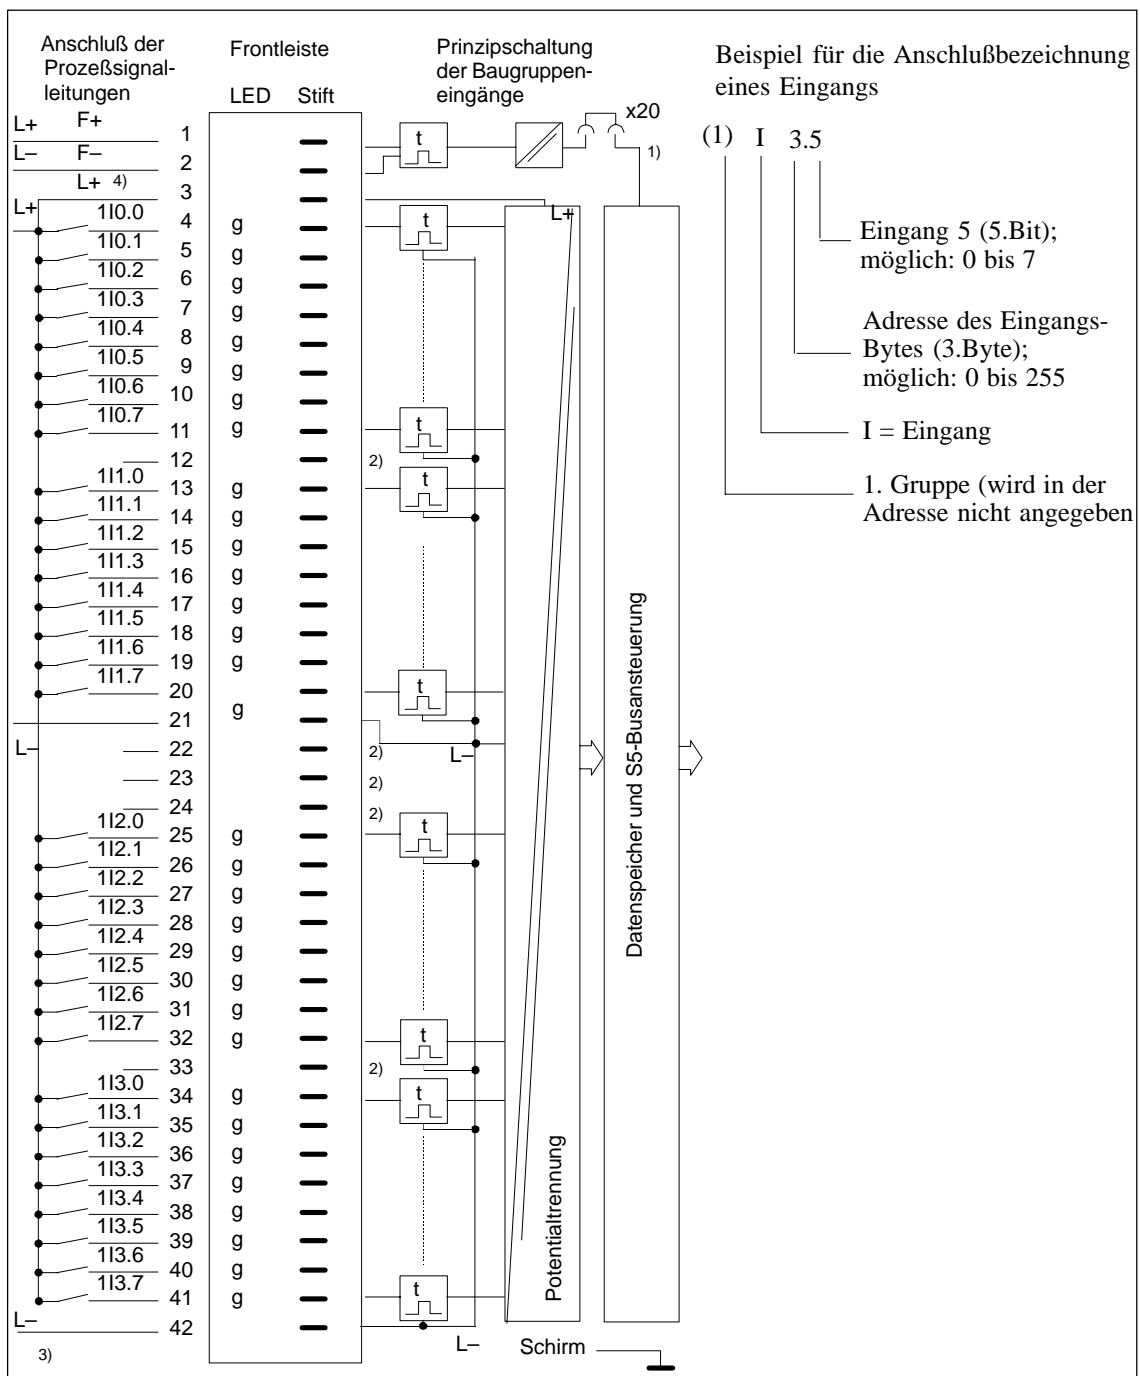 Anschluß der
Prozeßsignal-
leitungen
Frontleiste
LED Stift
Prinzipschaltung
der Baugruppen-
eingänge
Beispiel für die Anschlußbezeichnung
eines Eingangs
(1) I 3.5
Eingang 5 (5.Bit);
möglich: 0 bis 7
Adresse des Eingangs-
Bytes (3.Byte);
möglich: 0 bis 255
I = Eingang
1. Gruppe (wird in der
Adresse nicht angegeben
L+ F+ 1 t x20
L– F– 2 1)
L+ 4) 3
L+ L+
1I0.0 4 g t
1I0.1 5 g
1I0.2 6 g
1I0.3 7 g
1I0.4 8 g
1I0.5 9 g
1I0.6 10 g
1I0.7 11 g t
12 2)
1I1.0 13 g t
1I1.1 14 g
1I1.2 15 g
1I1.3 16 g
1I1.4 17 g
1I1.5 18 g
1I1.6 19 g
1I1.7 20 g t
21
L– 22 2) L–
23 2)
24 2)
1I2.0 25 g t
1I2.1 26 g
1I2.2 27 g
1I2.3 28 g
1I2.4 29 g
1I2.5 30 g
1I2.6 31 g
1I2.7 32 g t
33 2)
1I3.0 34 g t
1I3.1 35 g
1I3.2 36 g
1I3.3 37 g
1I3.4 38 g
1I3.5 39 g
1I3.6 40 g
1I3.7 41 g t
L– 42
3) L– Schirm
Potentialtrennung
Datenspeicher und S5-Busansteuerung